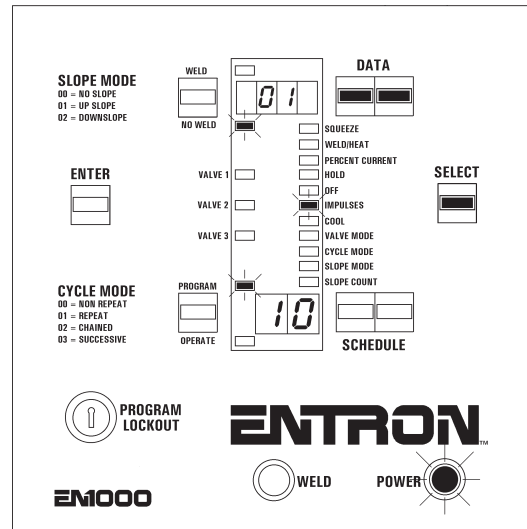 SLOPE MODE
00 = NO SLOPE
01 = UP SLOPE
02 = DOWNSLOPE
WELD
NO WELD
01
DATA
SQUEEZE
WELD/HEAT
PERCENT CURRENT
HOLD
OFF
IMPULSES
COOL
VALVE MODE
CYCLE MODE
SLOPE MODE
SLOPE COUNT
VALVE 1
VALVE 2
VALVE 3
ENTER
SELECT
CYCLE MODE
00 = NON REPEAT
01 = REPEAT
02 = CHAINED
03 = SUCCESSIVE
PROGRAM
OPERATE
10
SCHEDULE
PROGRAM
LOCKOUT
ENTRON™
WELD
POWER
EM1000